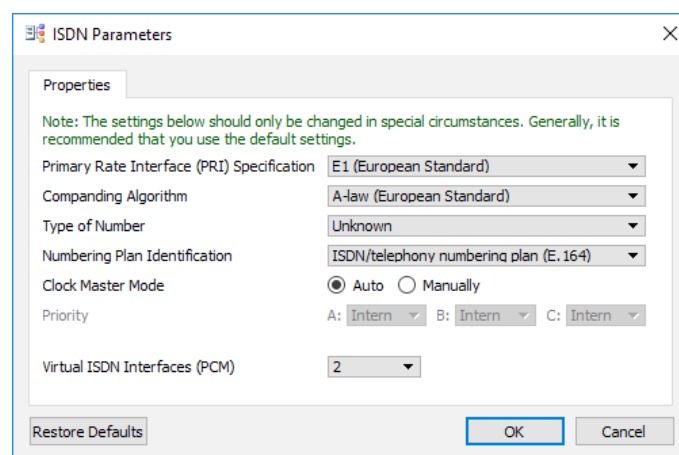 ISDN Parameters
Properties
Note: The settings below should only be changed in special circumstances. Generally, it is
recommended that you use the default settings.
Primary Rate Interface (PRI) Specification E1 (European Standard)
Companding Algorithm A-law (European Standard)
Type of Number Unknown
Numbering Plan Identification ISDN/telephony numbering plan (E.164)
Clock Master Mode Auto Manually
Priority A: Intern B: Intern C: Intern
Virtual ISDN Interfaces (PCM) 2
Restore Defaults OK Cancel